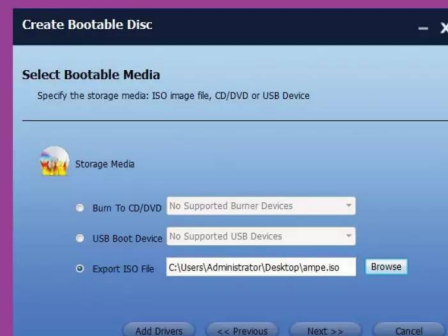 Create Bootable Disc
Select Bootable Media
Specify the storage media: ISO image file, CD/DVD or USB Device
Storage Media
Burn To CD/DVD No Supported Burner Devices
USB Boot Device No Supported USB Devices
Export ISO File C:\Users\Administrator\Desktop\ampe.iso Browse
Add Drivers << Previous Next >> Cancel